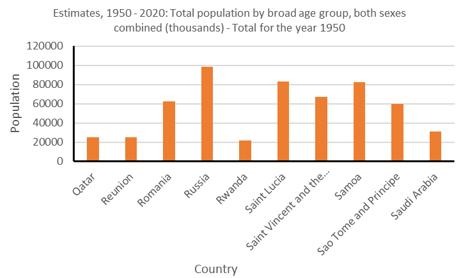 Estimates, 1950 - 2020: Total population by broad age group, both sexes
combined (thousands) - Total for the year 1950
120000
100000
80000
60000
40000
20000
0
Population
Qatar
Reunion
Romania
Russia
Rwanda
Saint Lucia
Saint Vincent and the...
Samoa
Sao Tome and Principe
Saudi Arabia
Country